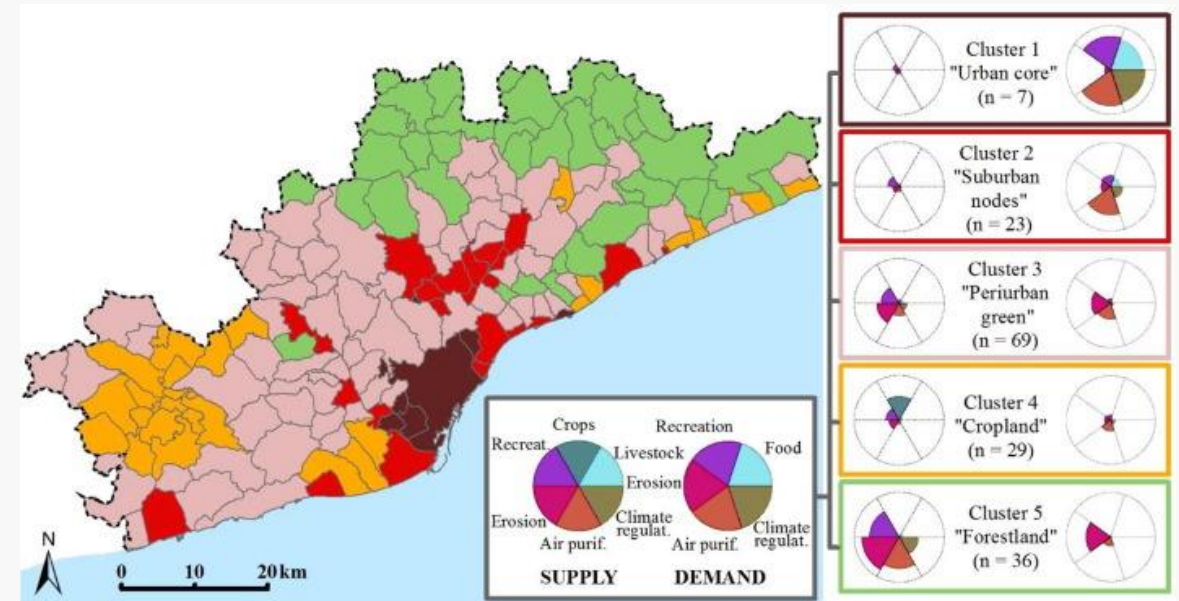 Cluster 1
"Urban core"
(n = 7)
Cluster 2
"Suburban
nodes"
(n = 23)
Cluster 3
"Periurban
green"
(n = 69)
Cluster 4
"Cropland"
(n = 29)
Cluster 5
"Forestland"
(n = 36)
Crops
Recreat.
Livestock
Erosion
Climate
regulat.
Air purif.
SUPPLY
Recreation
Food
Erosion
Climate
regulat.
Air purif.
DEMAND
N
0 10 20 km